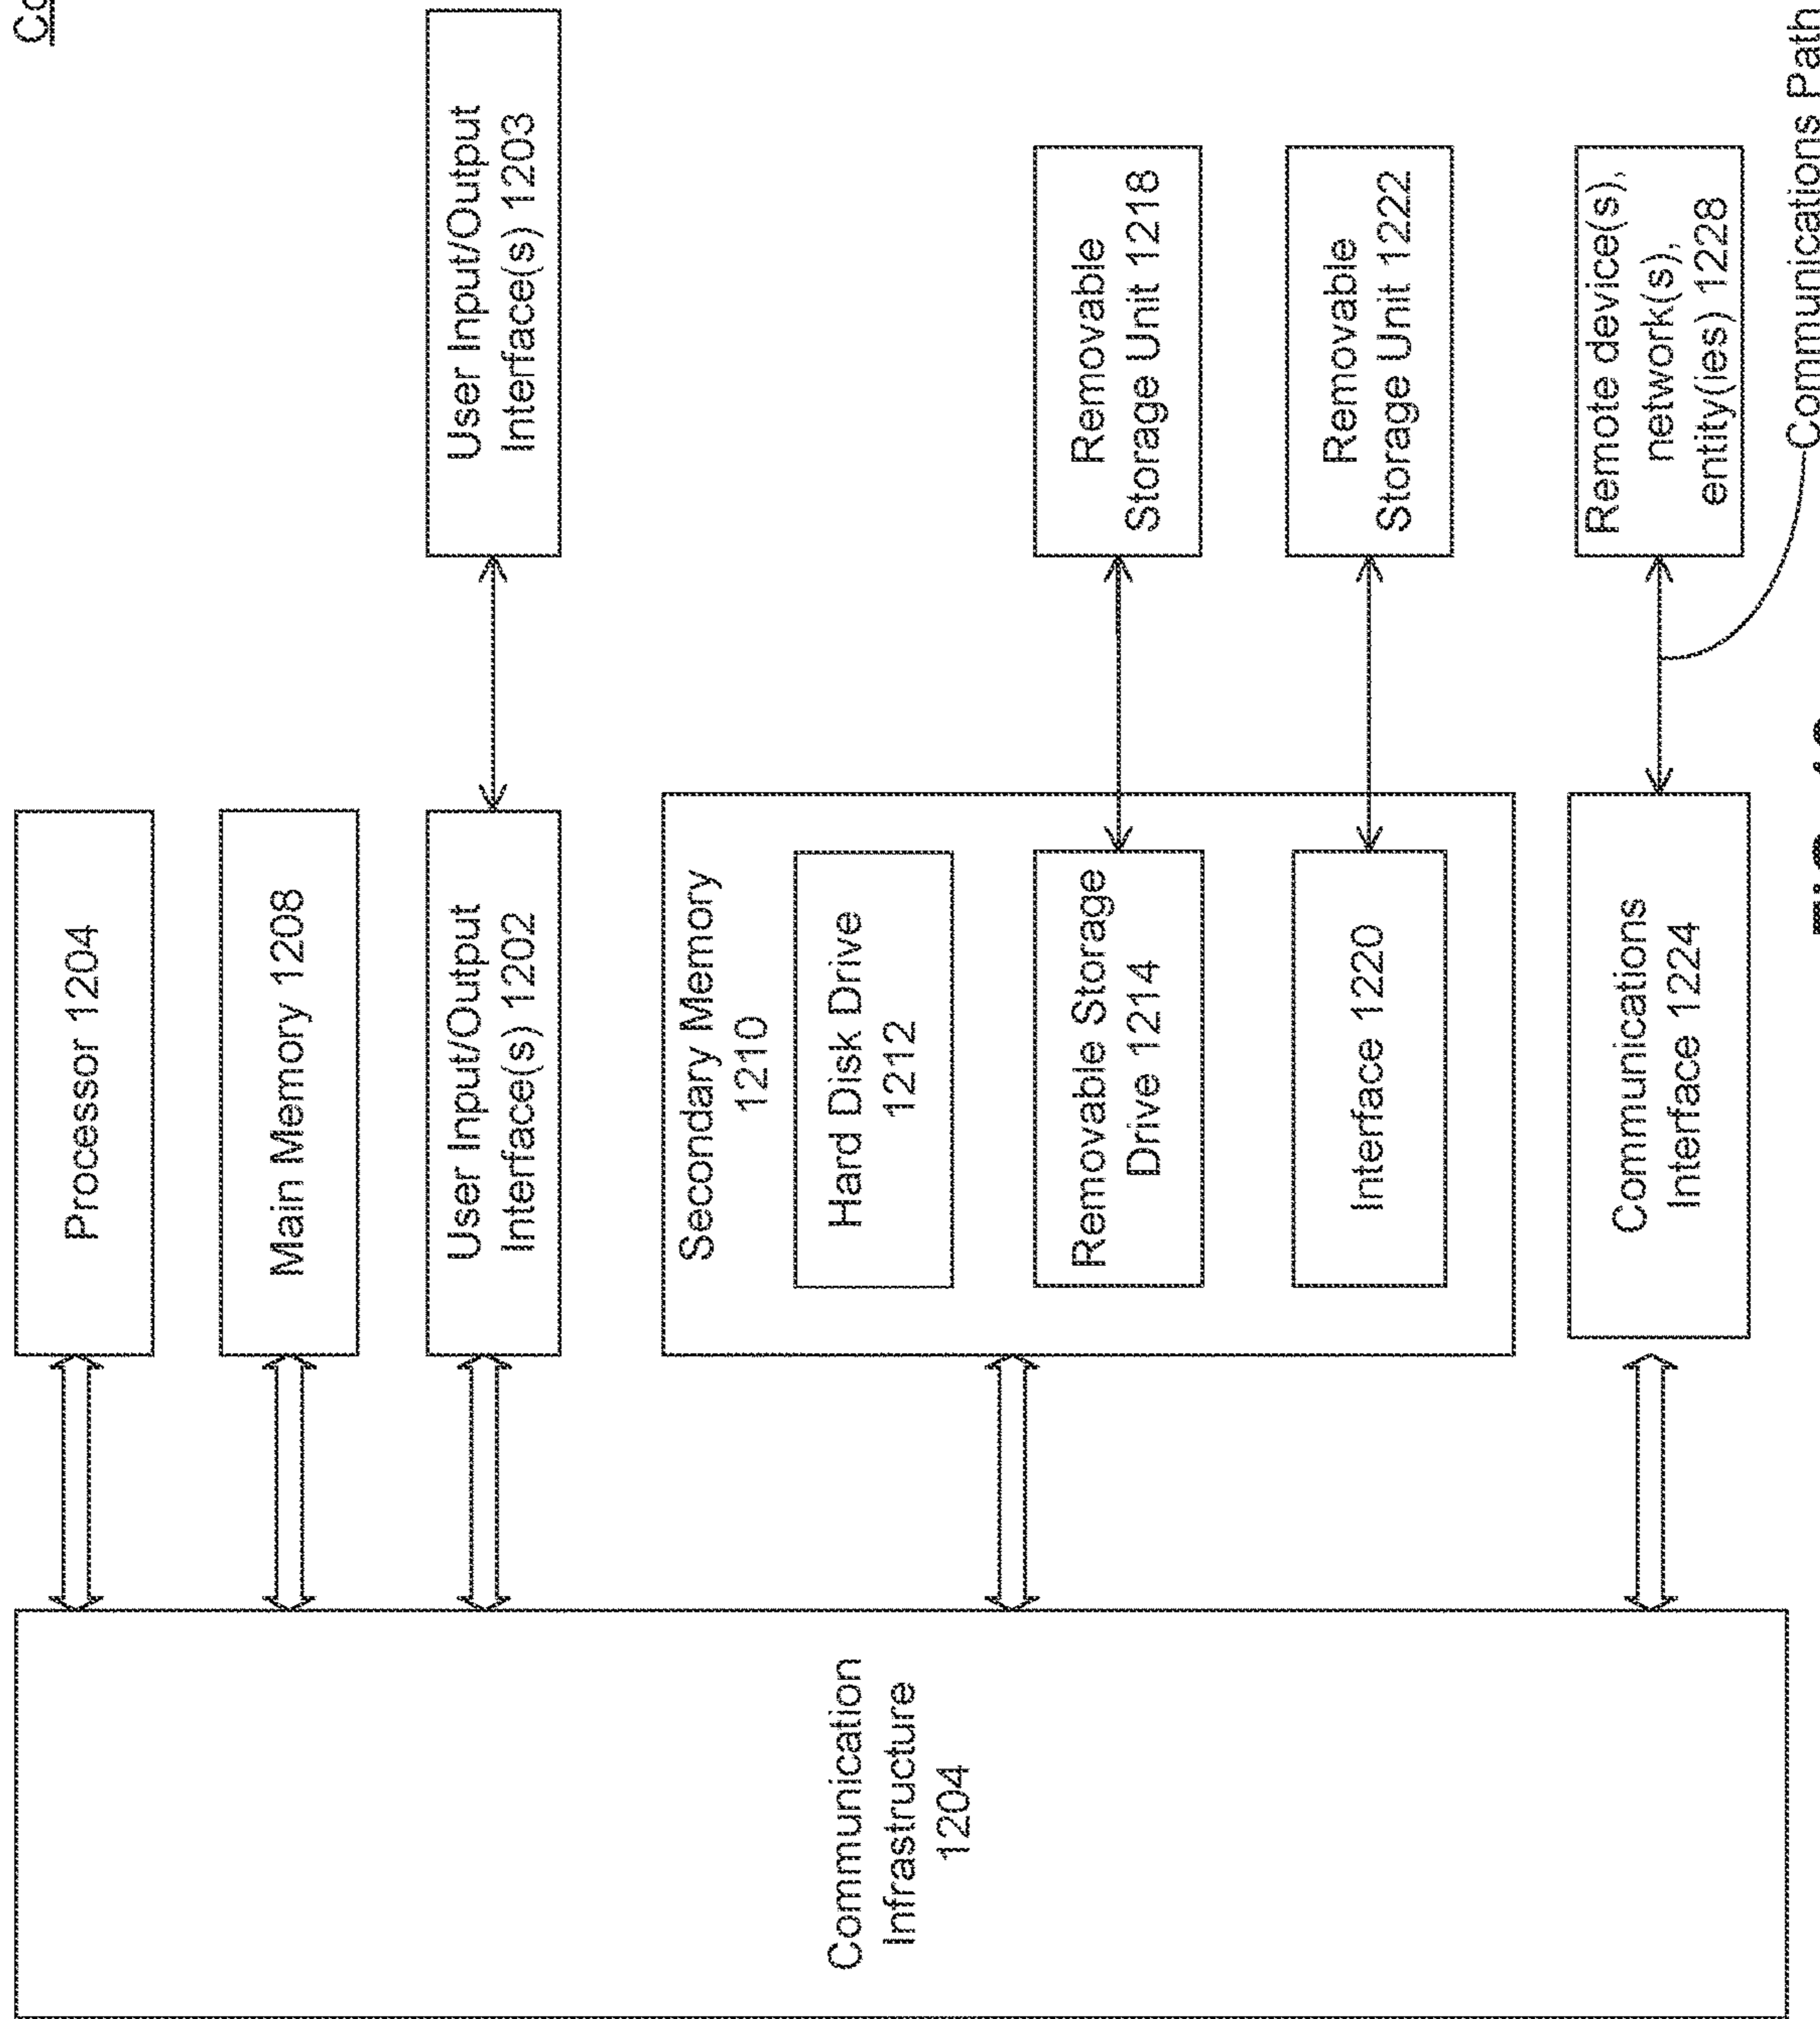 Processor 1204
Main Memory 1208
User Input/Output
Interface(s) 1202
User Input/Output
Interface(s) 1203
Secondary Memory
1210
Hard Disk Drive
1212
Removable Storage
Drive 1214
Removable
Storage Unit 1218
Interface 1220
Removable
Storage Unit 1222
Communications
Interface 1224
Remote device(s),
network(s),
entity(ies) 1228
Communications Path
Communication
Infrastructure
1204